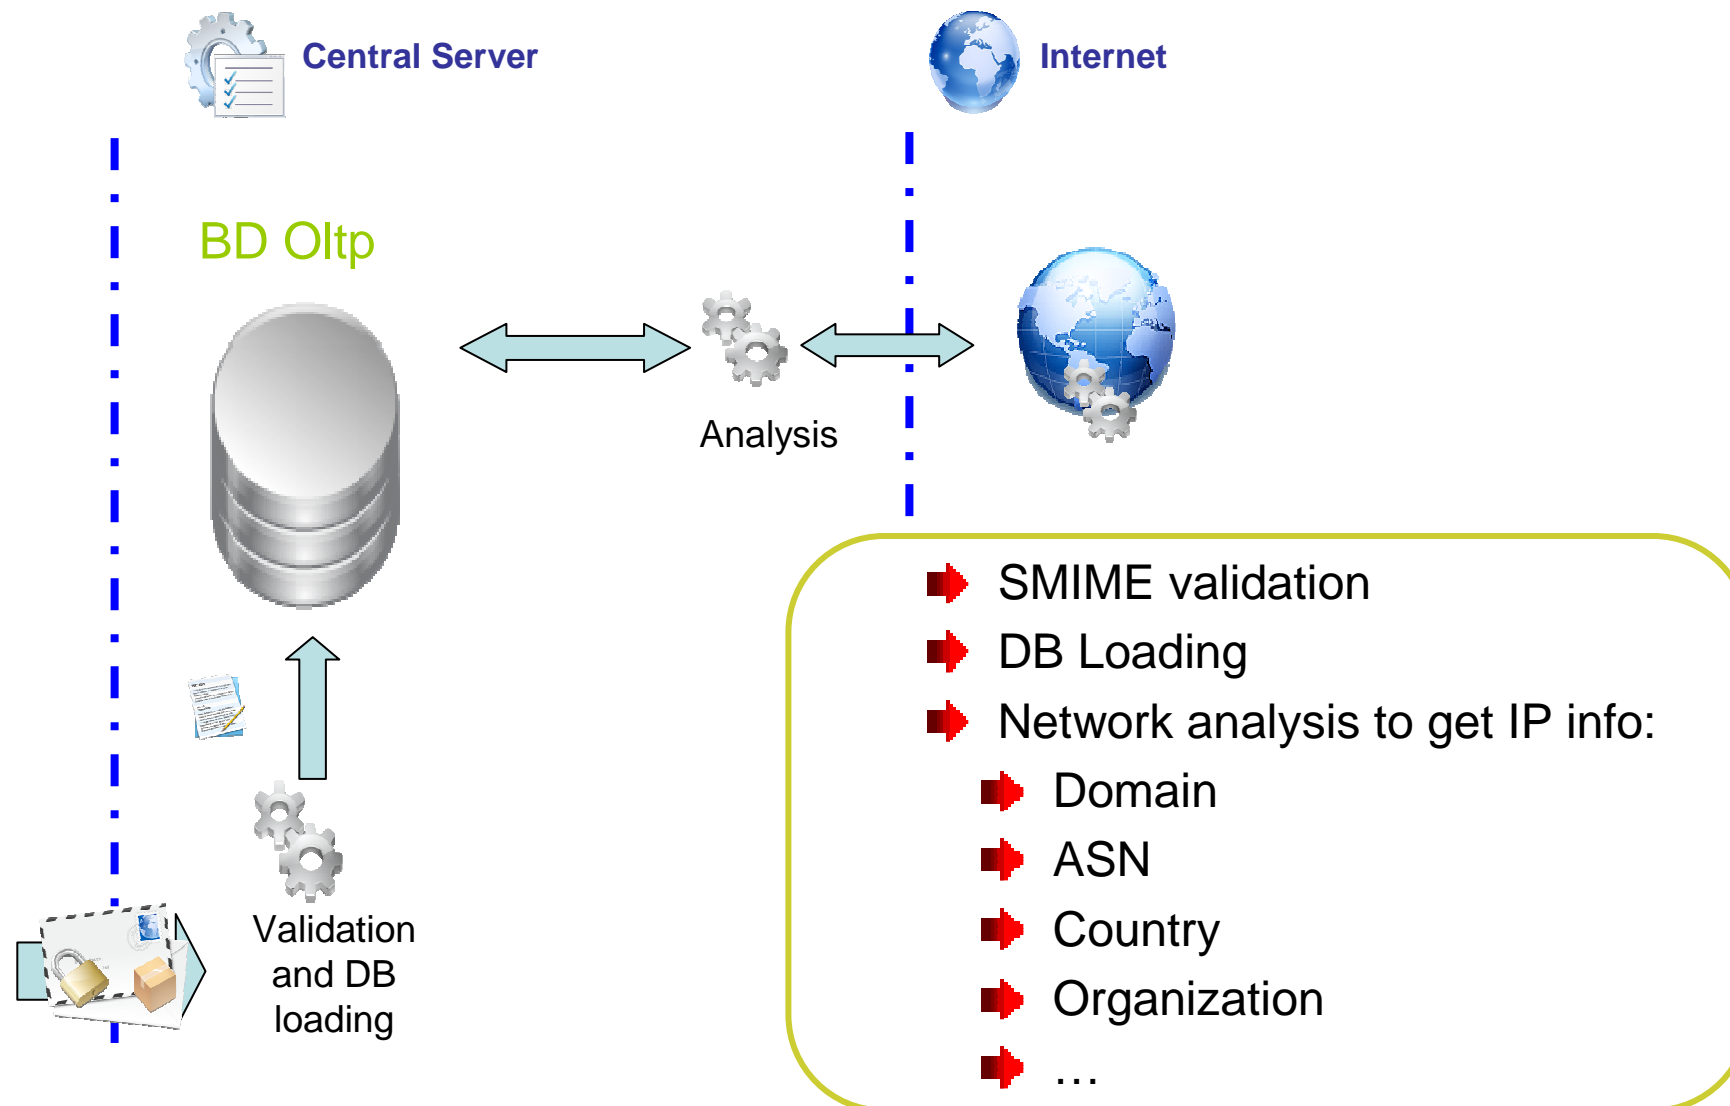 Central Server
Internet
BD Oltp
Analysis
Validation
and DB
loading
SMIME validation
DB Loading
Network analysis to get IP info:
Domain
ASN
Country
Organization
…